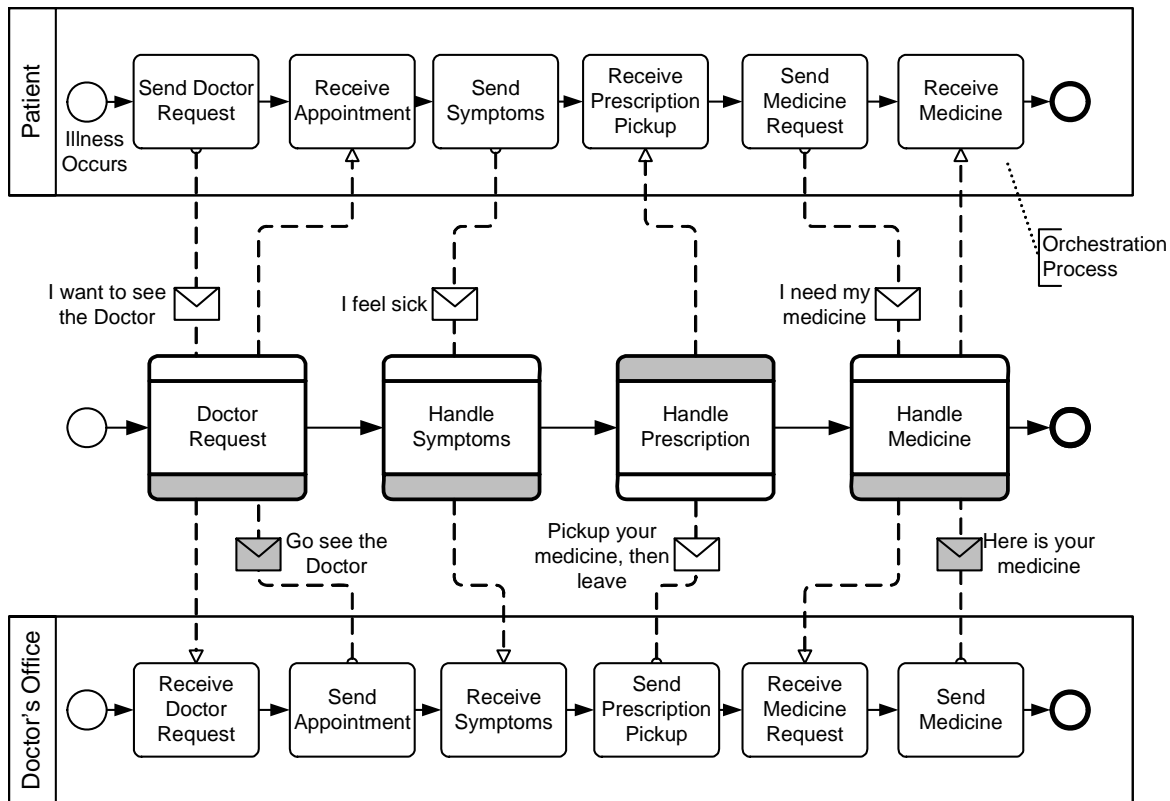 Patient
Send Doctor
Request
Receive
Appointment
Send
Symptoms
Receive
Prescription
Pickup
Send
Medicine
Request
Receive
Medicine
Illness
Occurs
Orchestration
Process
I want to see
the Doctor
I feel sick
I need my
medicine
Doctor
Request
Handle
Symptoms
Handle
Prescription
Handle
Medicine
Go see the
Doctor
Pickup your
medicine, then
leave
Here is your
medicine
Doctor's Office
Receive
Doctor
Request
Send
Appointment
Receive
Symptoms
Send
Prescription
Pickup
Receive
Medicine
Request
Send
Medicine